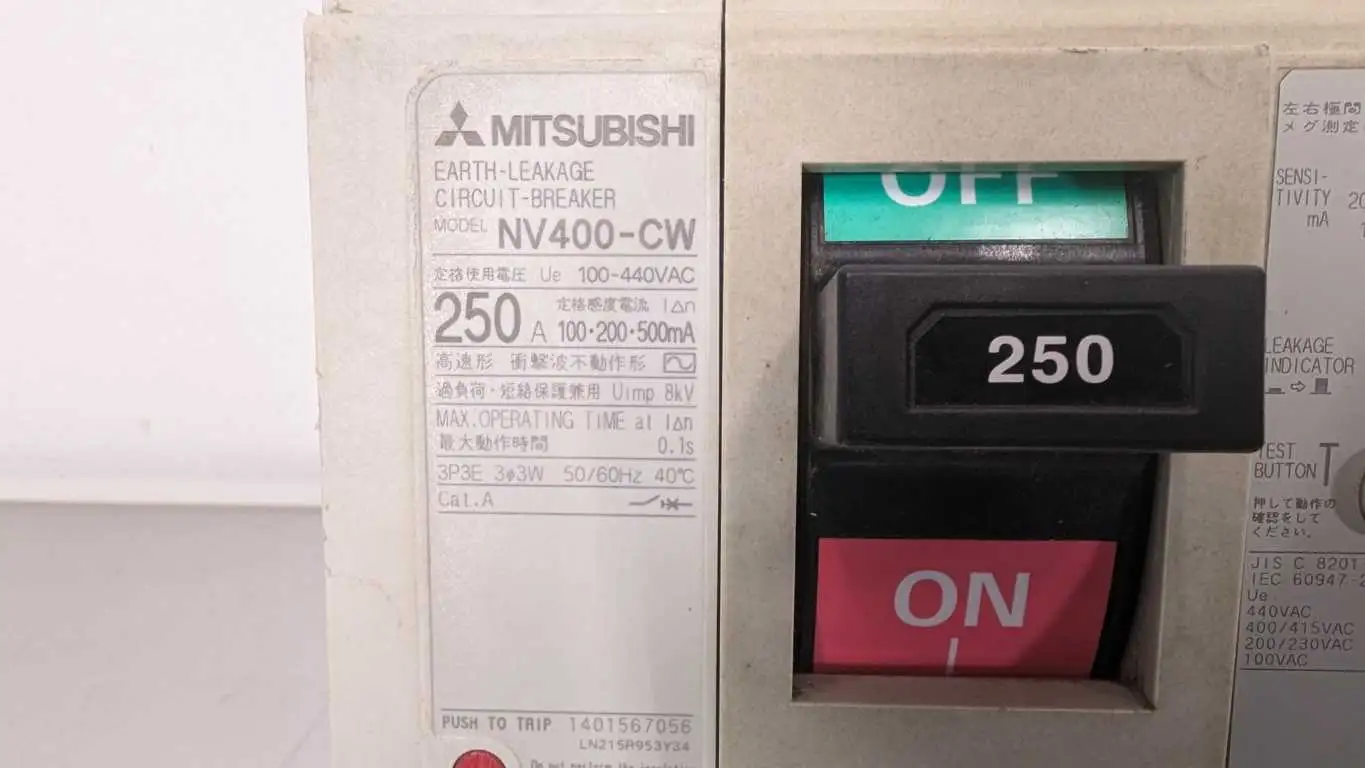 MITSUBISHI
EARTH-LEAKAGE
CIRCUIT-BREAKER
MODEL NV400-CW
定格使用電圧 Ue 100-440VAC
250 A 定格感度電流 I△n
100・200・500mA
高速形 衝撃波不動作形
過負荷・短絡保護兼用 Uimp 8kV
MAX.OPERATING TIME at I△n
最大動作時間 0.1s
3P3E 3φ3W 50/60Hz 40℃
Cat.A
PUSH TO TRIP 1401567056
LN215R953Y34
OFF
250
ON
左右極間
メグ測定
SENSI-
TIVITY
mA
LEAKAGE
INDICATOR
TEST
BUTTON
押して動作の
確認をして
ください。
JIS C 8201
IEC 60947-2
Ue
440VAC
400/415VAC
200/230VAC
100VAC